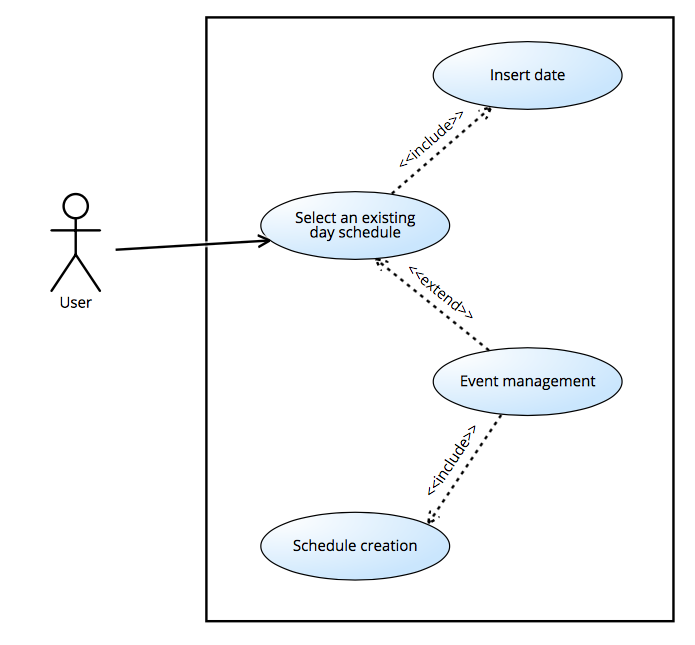 Insert date
<<include>>
Select an existing
day schedule
User
<<extend>>
Event management
<<include>>
Schedule creation